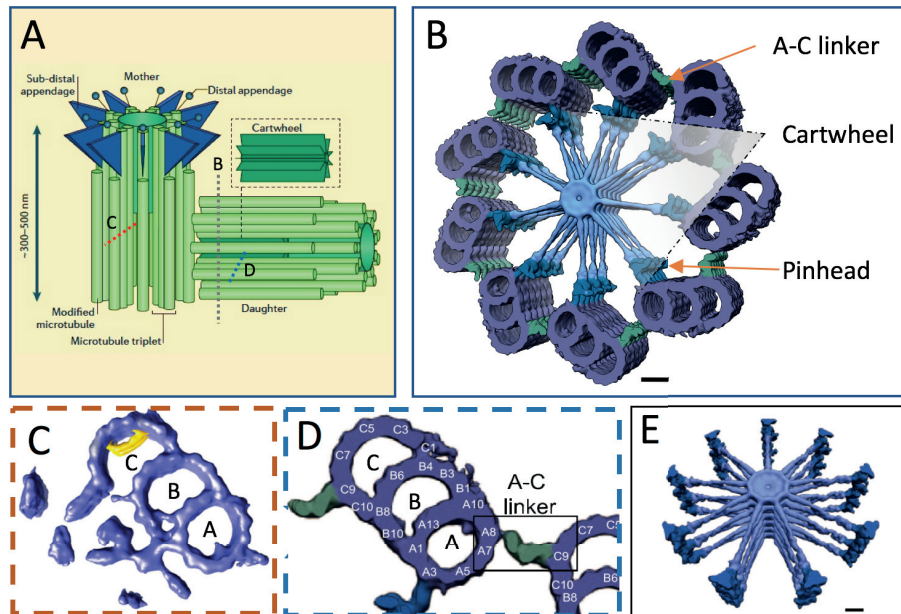 A
Sub-distal
appendage
Mother
Distal appendage
Cartwheel
B
~300–500 nm
C
D
Modified
microtubule
Daughter
Microtubule triplet
B
A-C linker
Cartwheel
Pinhead
C
C
B
A
D
C5
C3
C7
C1
C
B6
B4
B3
C9
B1
C10
B8
B
A10
A13
B10
A8
A1
A
A7
A3
A5
A-C
linker
C7
C9
C10
B8
B6
E